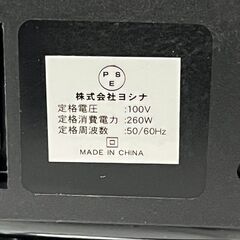 P S
E
株式会社ヨシナ
定格電圧:100V
定格消費電力:260W
定格周波数:50/60Hz
MADE IN CHINA